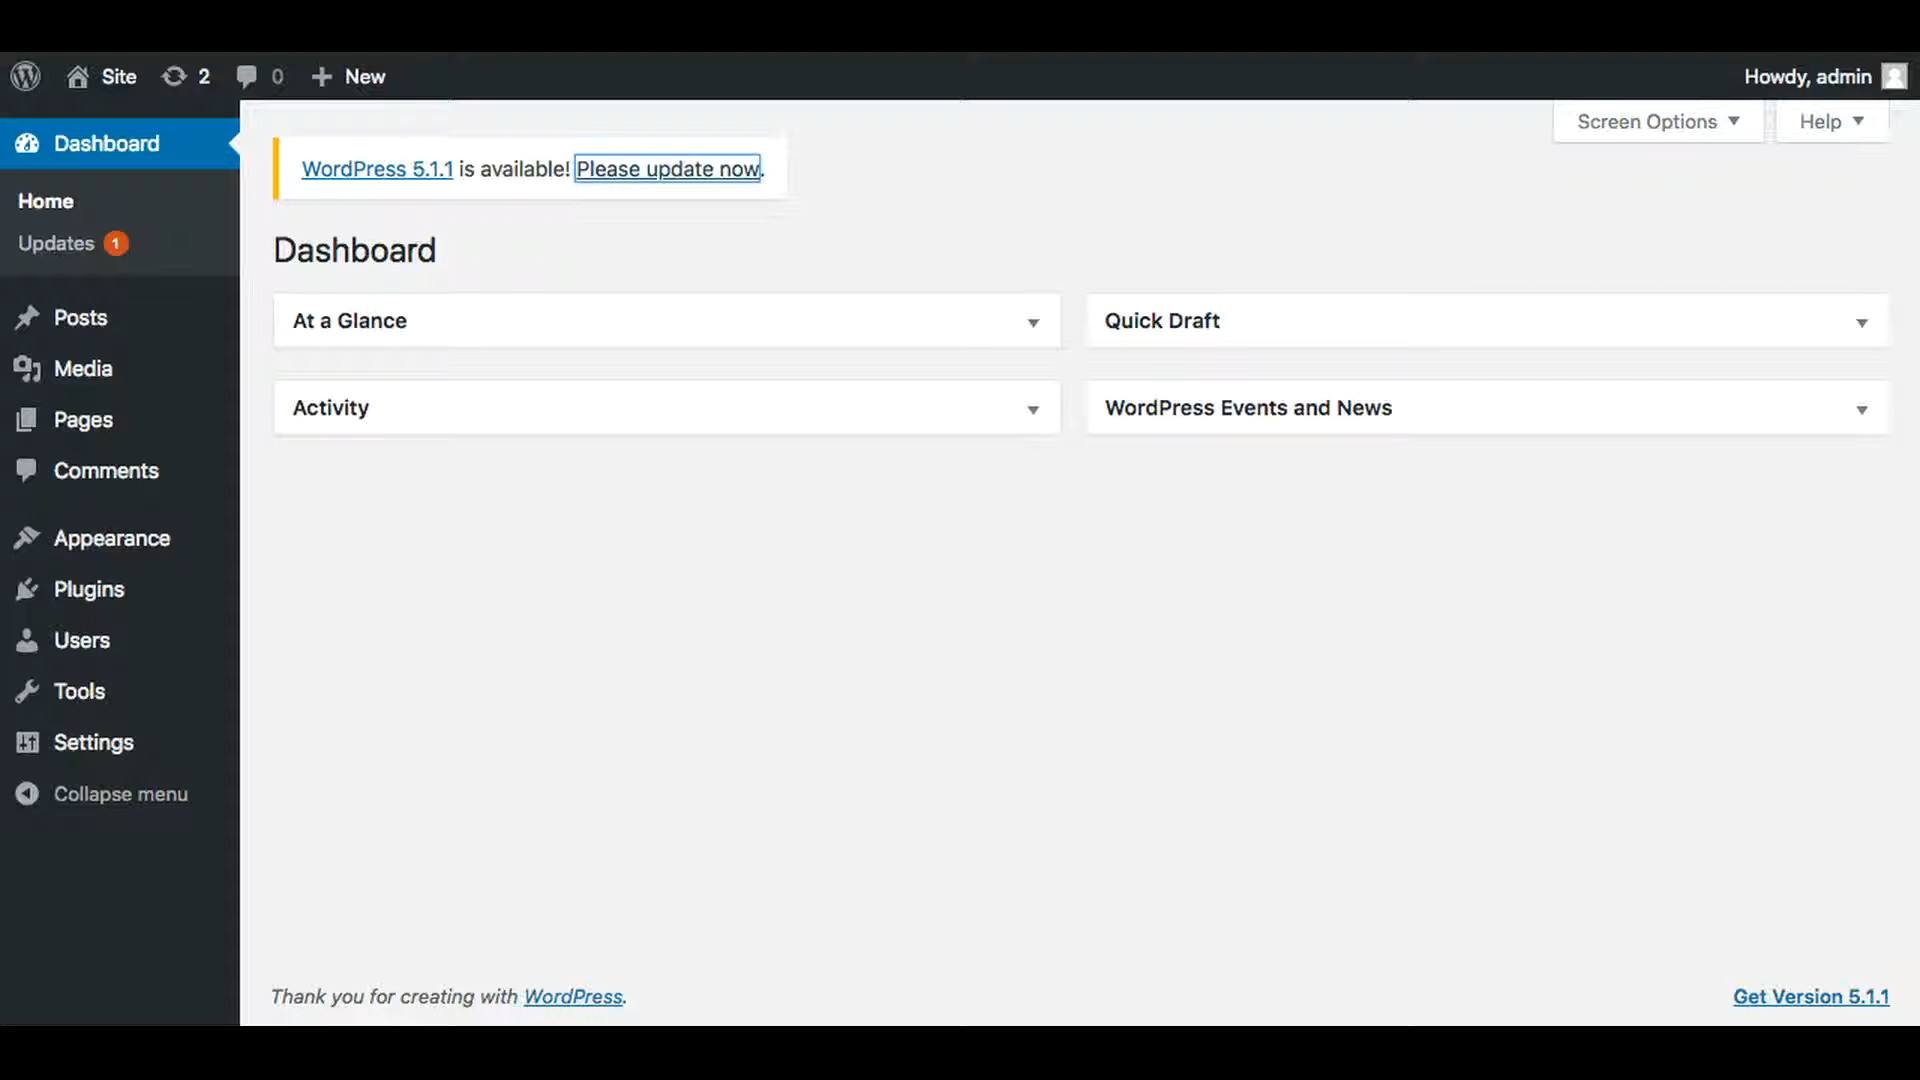 Site 2 0 New Howdy, admin
Screen Options Help
Dashboard
Home
Updates 1
Posts
Media
Pages
Comments
Appearance
Plugins
Users
Tools
Settings
Collapse menu
WordPress 5.1.1 is available! Please update now.
Dashboard
At a Glance
Quick Draft
Activity
WordPress Events and News
Thank you for creating with WordPress.
Get Version 5.1.1